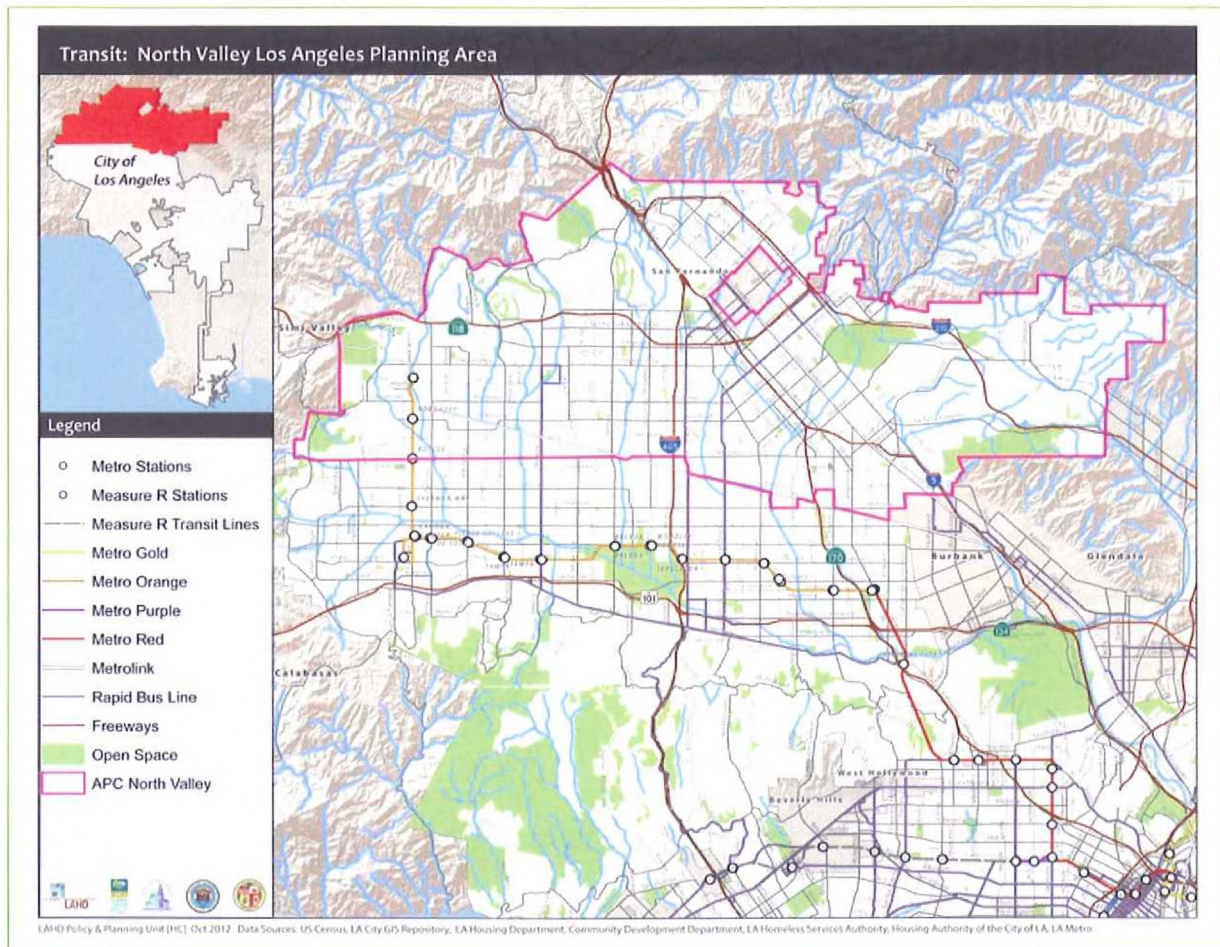 Transit: North Valley Los Angeles Planning Area
City of
Los Angeles
Legend
Metro Stations
Measure R Stations
Measure R Transit Lines
Metro Gold
Metro Orange
Metro Purple
Metro Red
Metrolink
Rapid Bus Line
Freeways
Open Space
APC North Valley
LAHD
San Fernando
Simi Valley
118
210
405
5
170
Burbank
Glendale
101
134
Calabasas
West Hollywood
Beverly Hills
LAHD Policy & Planning Unit [HC] Oct 2012 Data Sources: US Census, LA City GIS Repository, LA Housing Department, Community Development Department, LA Homeless Services Authority, Housing Authority of the City of LA, LA Metro